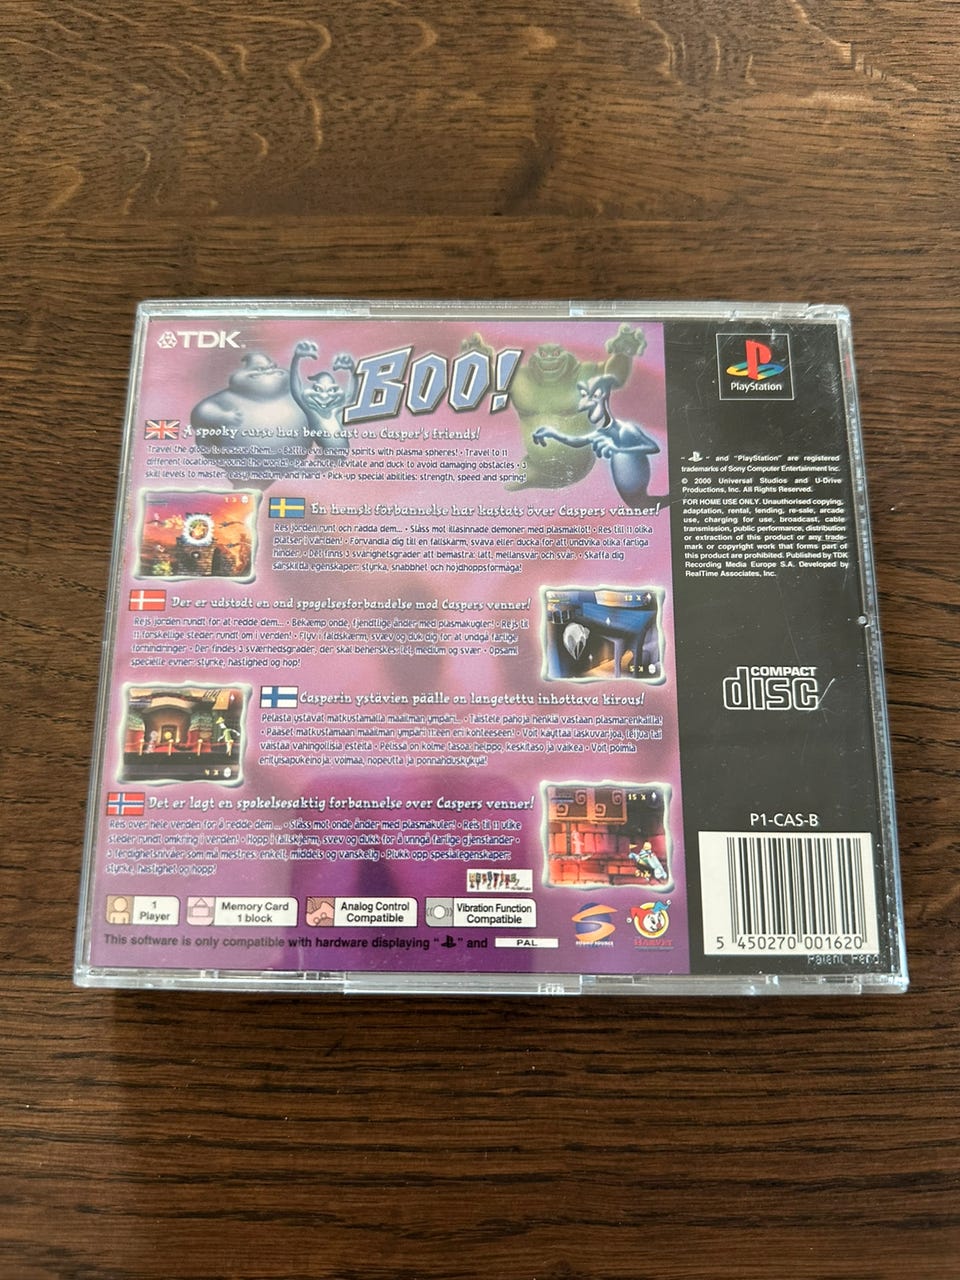 TDK
BOO!
A spooky curse has been cast on Casper's friends!
Travel the globe to rescue them... • Battle evil enemy spirits with plasma spheres! • Travel to 11
different locations around the world! • Parachute, levitate and duck to avoid damaging obstacles • 3
skill levels to master: easy, medium, and hard • Pick-up special abilities: strength, speed and spring!
En hemsk förbannelse har kastats över Caspers vänner!
Res jorden runt och rädda dem... • Slåss mot illasinnade demoner med plasmaklot! • Res till 11 olika
platser i världen! • Förvandla dig till en fallskärm, sväva eller ducka för att undvika olika farliga
hinder! • Det finns 3 svårighetsgrader att bemästra: lätt, mellansvår och svår. • Skaffa dig
särskilda egenskaper: styrka, snabbhet och höjdhoppsförmåga!
Der er udstedt en ond spøgelsesforbandelse mod Caspers venner!
Rejs jorden rundt for at redde dem... • Bekæmp onde, fjendtlige ånder med plasmakugler! • Rejs til
11 forskellige steder rundt om i verden! • Flyv i faldskærm, svæv og duk dig for at undgå farlige
forhindringer • Der findes 3 sværhedsgrader, der skal beherskes: let, medium og svær • Opsaml
specielle evner: styrke, hastighed og hop!
Casperin ystävien päälle on langetettu inhottava kirous!
Pelasta ystävät matkustamalla maailman ympäri... • Taistele pahoja henkiä vastaan plasmarenkailla!
• Pääset matkustamaan maailman ympäri 11:een eri kohteeseen! • Voit käyttää laskuvarjoa, leijua tai
väistää vahingollisia esteitä • Pelissä on kolme tasoa: helppo, keskitaso ja vaikea • Voit poimia
erityisapukeinoja: voimaa, nopeutta ja ponnahduskykyä!
Det er lagt en spøkelsesaktig forbannelse over Caspers venner!
Reis over hele verden for å redde dem ... • Slåss mot onde ånder med plasmakuler! • Reis til 11 ulike
steder rundt omkring i verden! • Hopp i fallskjerm, svev og dukk for å unngå farlige gjenstander •
3 ferdighetsnivåer som må mestres: enkelt, middels og vanskelig • Plukk opp spesialegenskaper:
styrke, hastighet og hopp!
1
Player
Memory Card
1 block
Analog Control
Compatible
Vibration Function
Compatible
This software is only compatible with hardware displaying " " and PAL
HARVEY
PlayStation
" " and "PlayStation" are registered
trademarks of Sony Computer Entertainment Inc.
© 2000 Universal Studios and U-Drive
Productions, Inc. All Rights Reserved.
FOR HOME USE ONLY. Unauthorised copying,
adaptation, rental, lending, re-sale, arcade
use, charging for use, broadcast, cable
transmission, public performance, distribution
or extraction of this product or any trade-
mark or copyright work that forms part of
this product are prohibited. Published by TDK
Recording Media Europe S.A. Developed by
RealTime Associates, Inc.
COMPACT
disc
P1-CAS-B
5 450270 001620
Patent Pend.